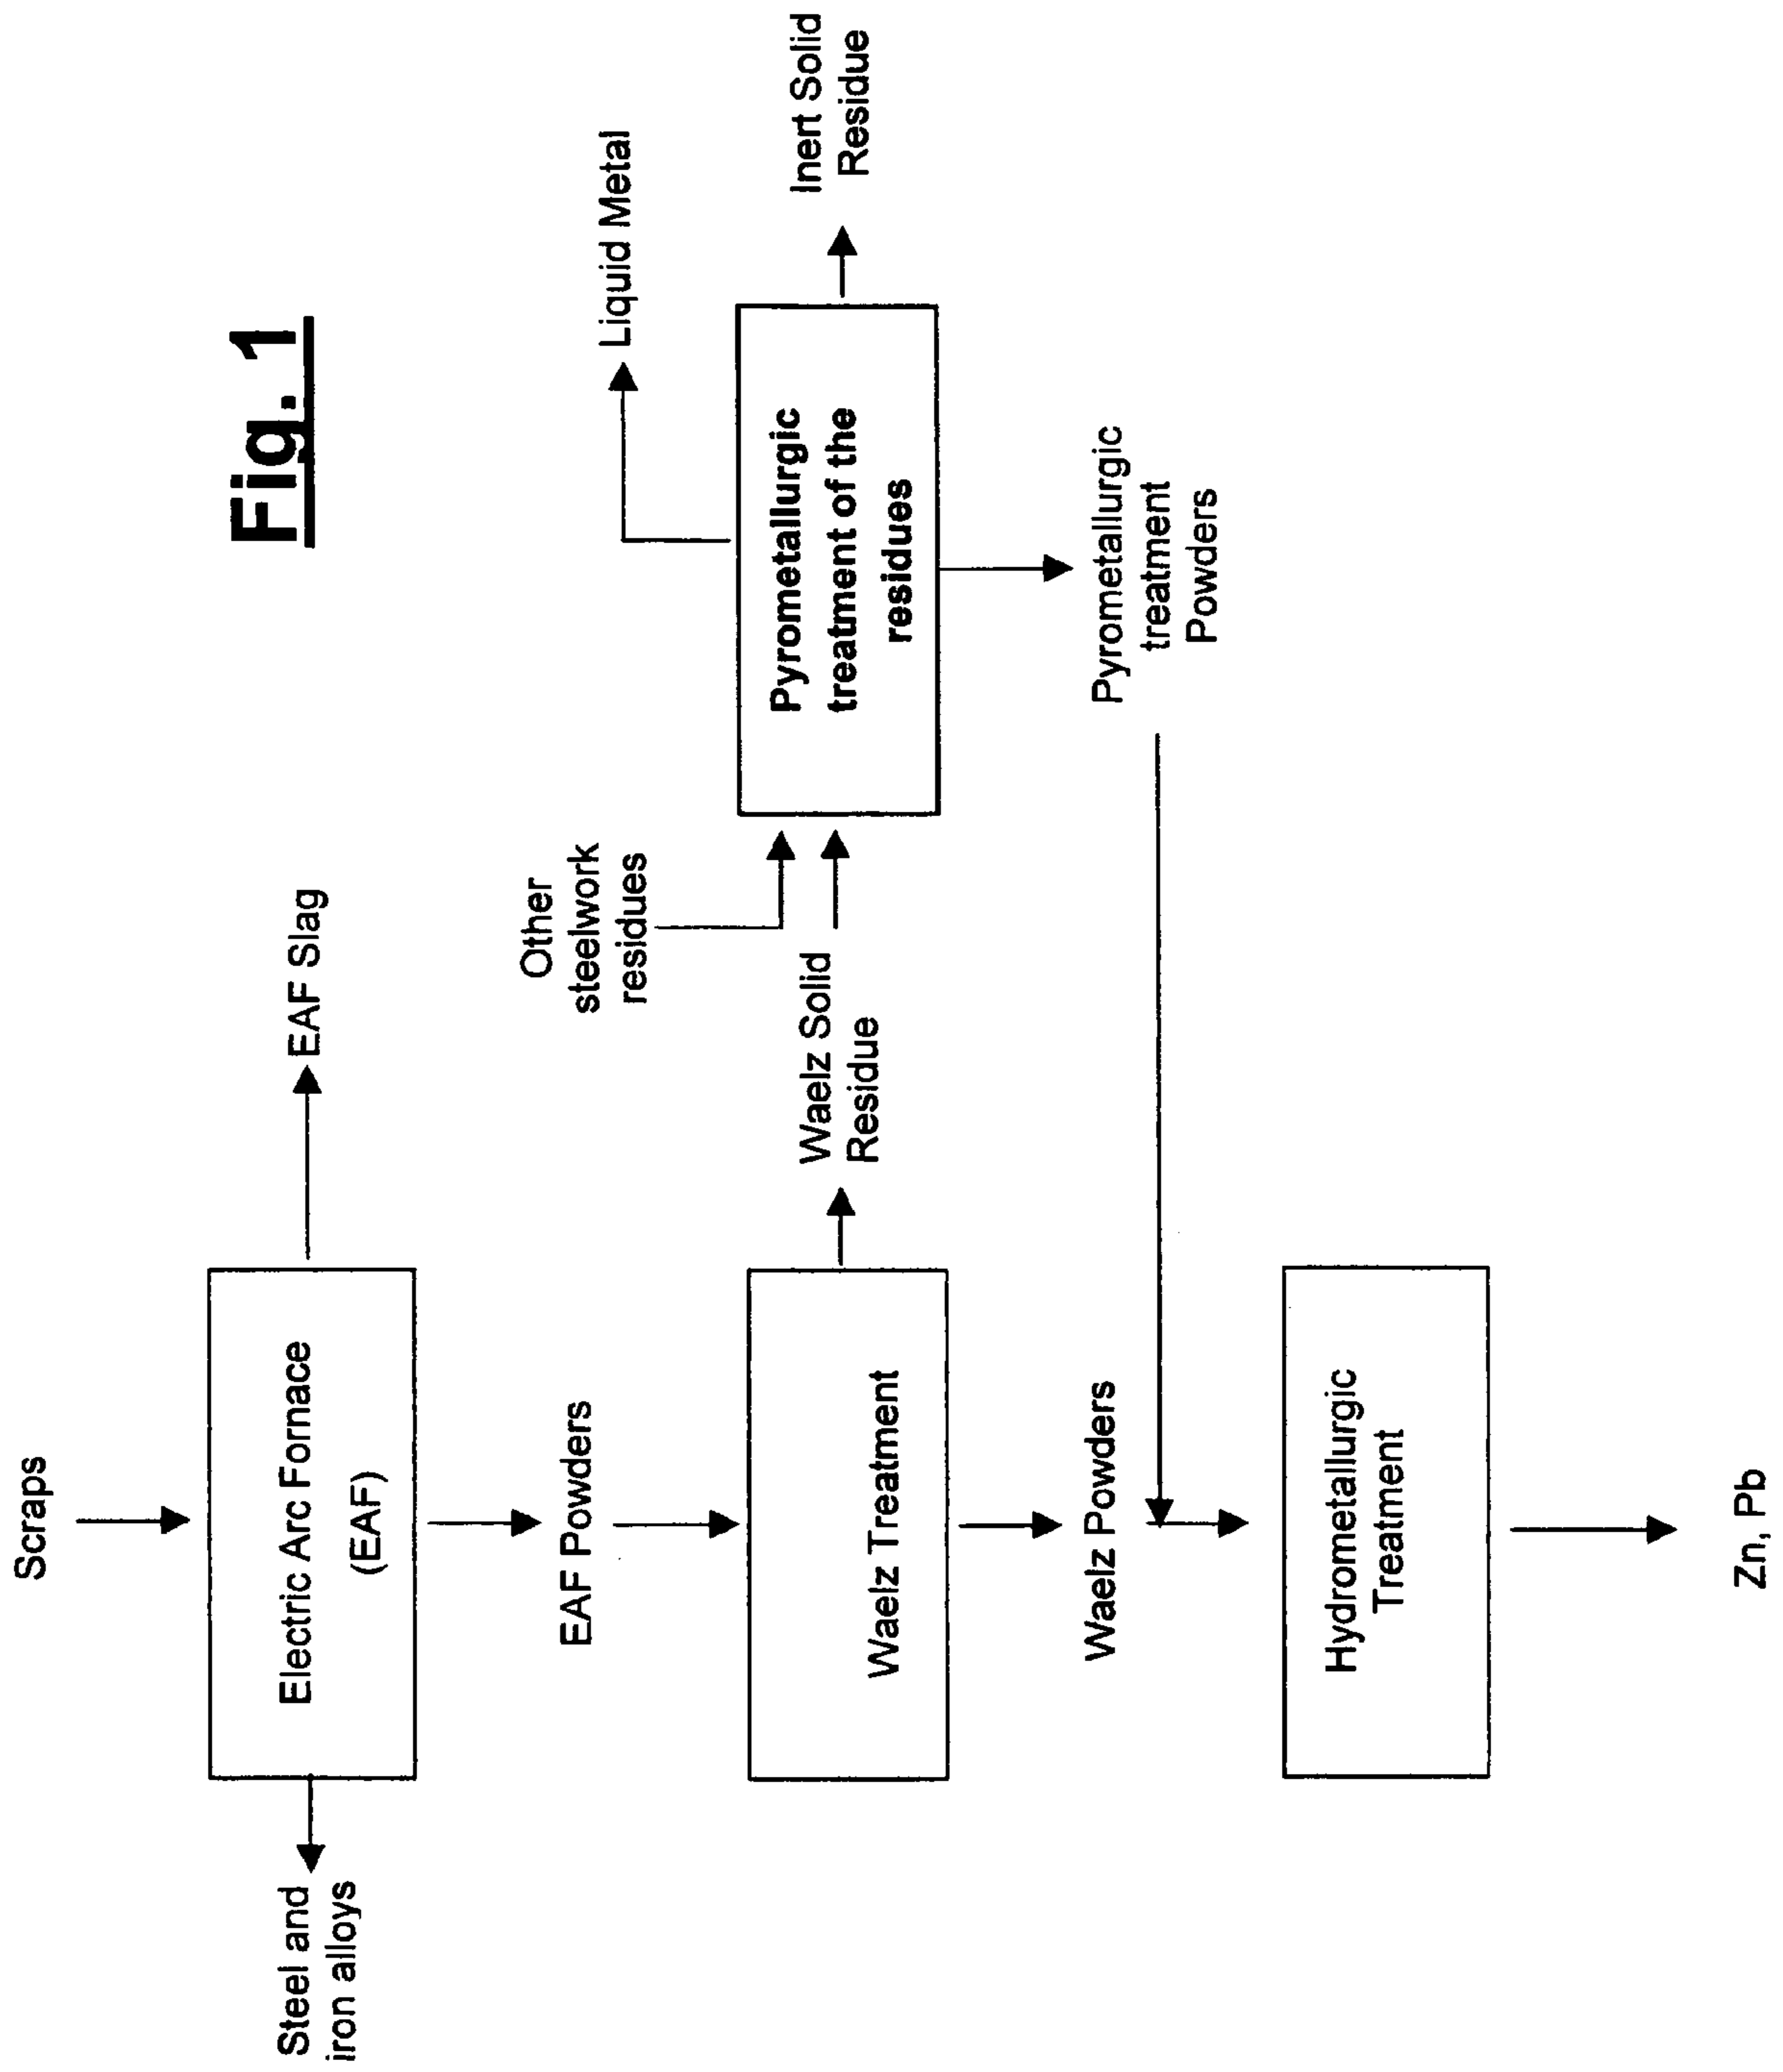 Fig. 1
Scraps
Steel and
iron alloys
Electric Arc Fornace
(EAF)
EAF Slag
EAF Powders
Waelz Treatment
Waelz Solid
Residue
Other
steelwork
residues
Pyrometallurgic
treatment of the
residues
Liquid Metal
Inert Solid
Residue
Pyrometallurgic
treatment
Powders
Waelz Powders
Hydrometallurgic
Treatment
Zn, Pb